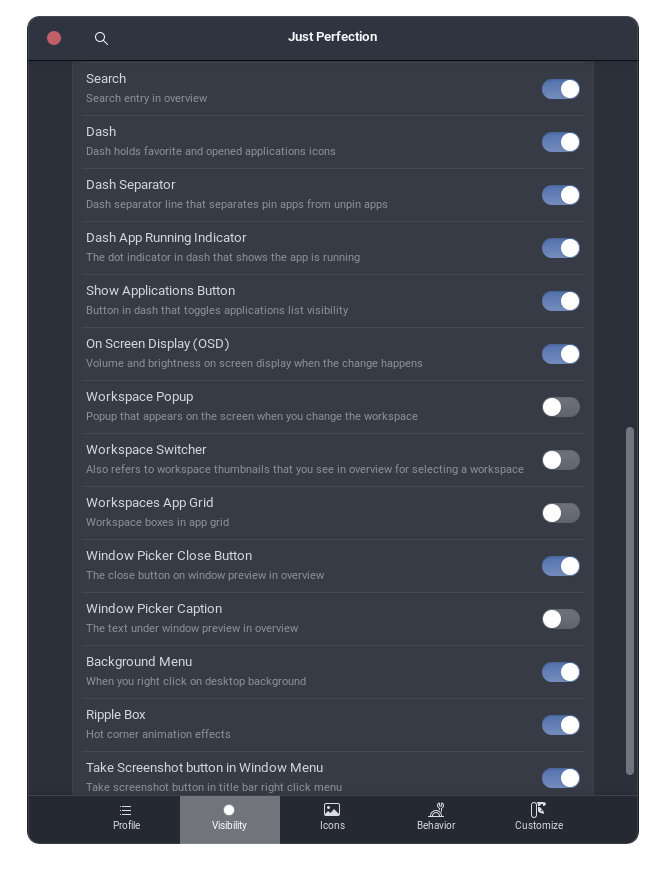 Just Perfection
Search
Search entry in overview
Dash
Dash holds favorite and opened applications icons
Dash Separator
Dash separator line that separates pin apps from unpin apps
Dash App Running Indicator
The dot indicator in dash that shows the app is running
Show Applications Button
Button in dash that toggles applications list visibility
On Screen Display (OSD)
Volume and brightness on screen display when the change happens
Workspace Popup
Popup that appears on the screen when you change the workspace
Workspace Switcher
Also refers to workspace thumbnails that you see in overview for selecting a workspace
Workspaces App Grid
Workspace boxes in app grid
Window Picker Close Button
The close button on window preview in overview
Window Picker Caption
The text under window preview in overview
Background Menu
When you right click on desktop background
Ripple Box
Hot corner animation effects
Take Screenshot button in Window Menu
Take screenshot button in title bar right click menu
Profile
Visibility
Icons
Behavior
Customize